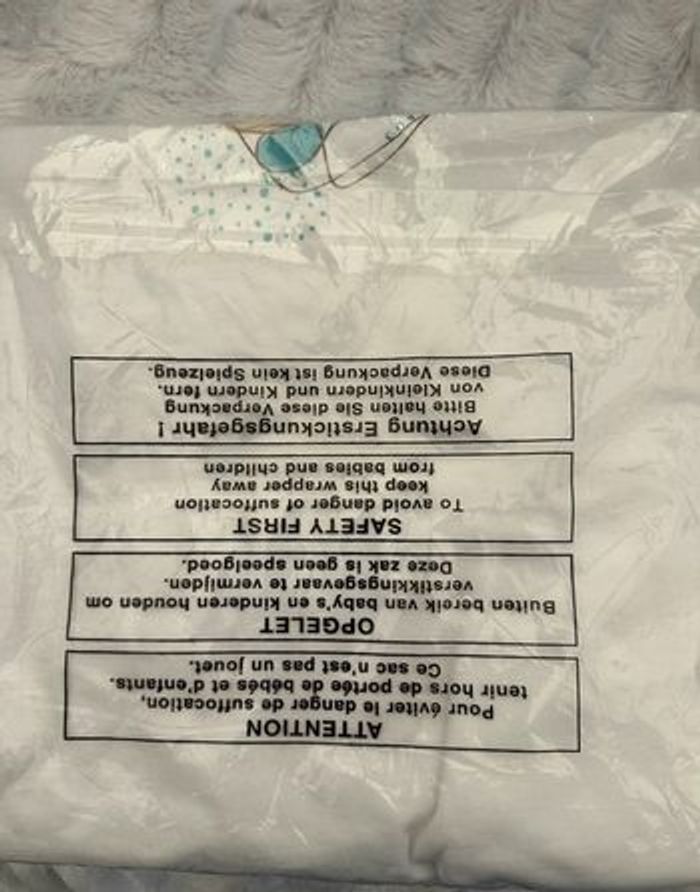 ATTENTION
Pour éviter le danger de suffocation,
tenir hors de portée de bébés et d'enfants.
Ce sac n'est pas un jouet.
OPGELET
Buiten bereik van baby's en kinderen houden om
verstikkingsgevaar te vermijden.
Deze zak is geen speelgoed.
SAFETY FIRST
To avoid danger of suffocation
keep this wrapper away
from babies and children
Achtung Erstickungsgefahr !
Bitte halten Sie diese Verpackung
von Kleinkindern und Kindern fern.
Diese Verpackung ist kein Spielzeug.